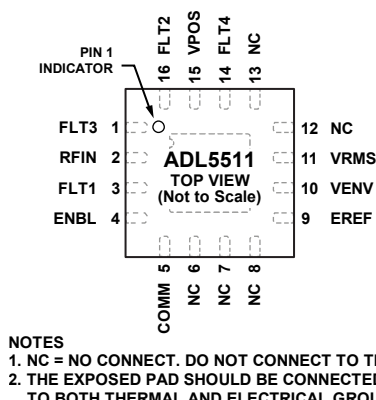 PIN 1
INDICATOR
16 FLT2
15 VPOS
14 FLT4
13 NC
FLT3 1
RFIN 2
FLT1 3
ENBL 4
ADL5511
TOP VIEW
(Not to Scale)
12 NC
11 VRMS
10 VENV
9 EREF
COMM 5
NC 6
NC 7
NC 8
NOTES
1. NC = NO CONNECT. DO NOT CONNECT TO
2. THE EXPOSED PAD SHOULD BE CONNECTED
TO BOTH THERMAL AND ELECTRICAL